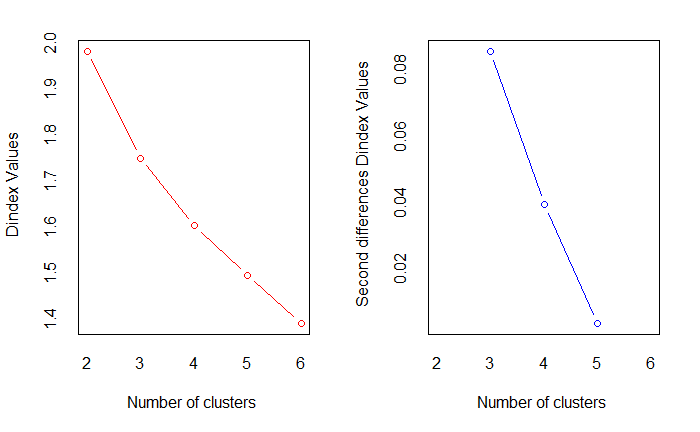 Dindex Values
2.0
1.9
1.8
1.7
1.6
1.5
1.4
2 3 4 5 6
Number of clusters
Second differences Dindex Values
0.08
0.06
0.04
0.02
2 3 4 5 6
Number of clusters